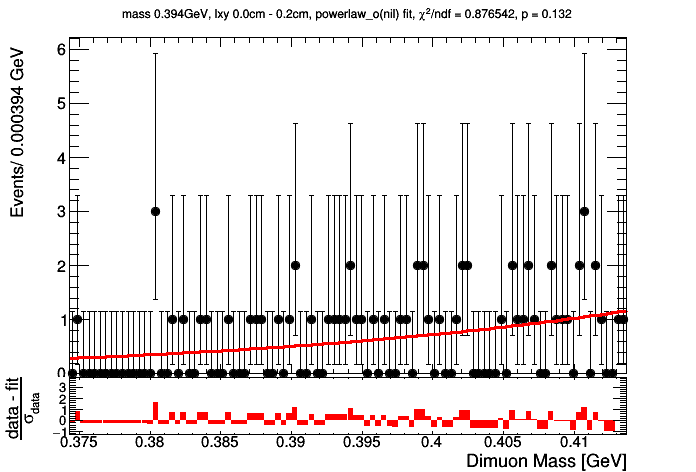 mass 0.394GeV, lxy 0.0cm - 0.2cm, powerlaw_o(nil) fit, χ²/ndf = 0.876542, p = 0.132
Events/ 0.000394 GeV
6
5
4
3
2
1
0
data - fit
σdata
3
2
1
0
−1
0.375 0.38 0.385 0.39 0.395 0.4 0.405 0.41
Dimuon Mass [GeV]